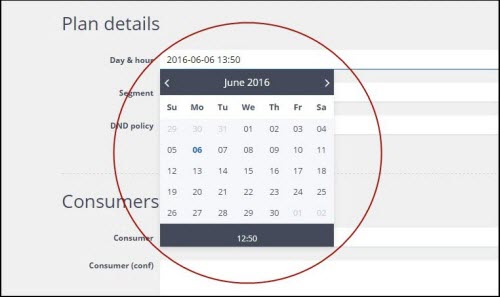 Plan details
Day & hour 2016-06-06 13:50
Segment
DND policy
June 2016
Su Mo Tu We Th Fr Sa
29 30 31 01 02 03 04
05 06 07 08 09 10 11
12 13 14 15 16 17 18
19 20 21 22 23 24 25
26 27 28 29 30 01 02
12:50
Consumers
Consumer
Consumer (conf)